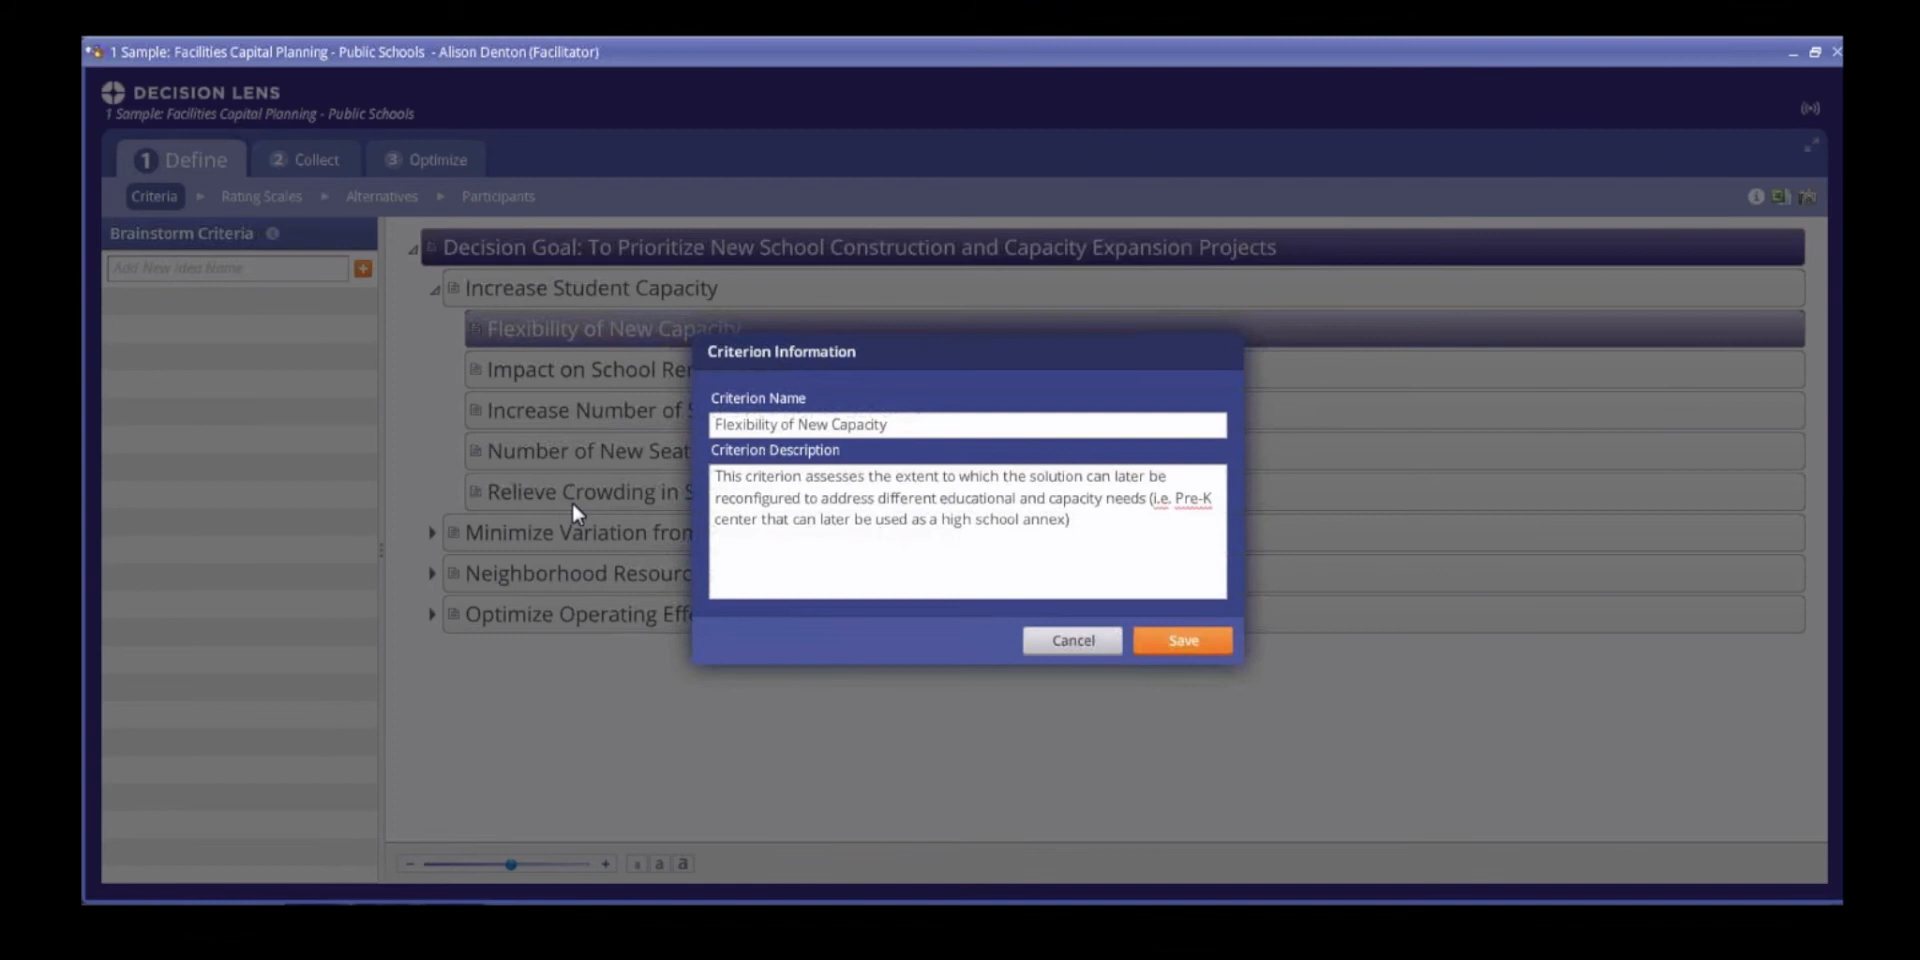 1 Sample: Facilities Capital Planning - Public Schools - Alison Denton (Facilitator)
DECISION LENS
1 Sample: Facilities Capital Planning - Public Schools
1 Define
2 Collect
3 Optimize
Criteria
Rating Scales
Alternatives
Participants
Brainstorm Criteria
Add New Idea Name
Decision Goal: To Prioritize New School Construction and Capacity Expansion Projects
Increase Student Capacity
Flexibility of New Capacity
Impact on School
Increase Number of
Number of New
Relieve Crowding in
Minimize Variation
Neighborhood
Optimize Operating
Criterion Information
Criterion Name
Flexibility of New Capacity
Criterion Description
This criterion assesses the extent to which the solution can later be
reconfigured to address different educational and capacity needs (i.e. Pre-K
center that can later be used as a high school annex)
Cancel
Save
a a a